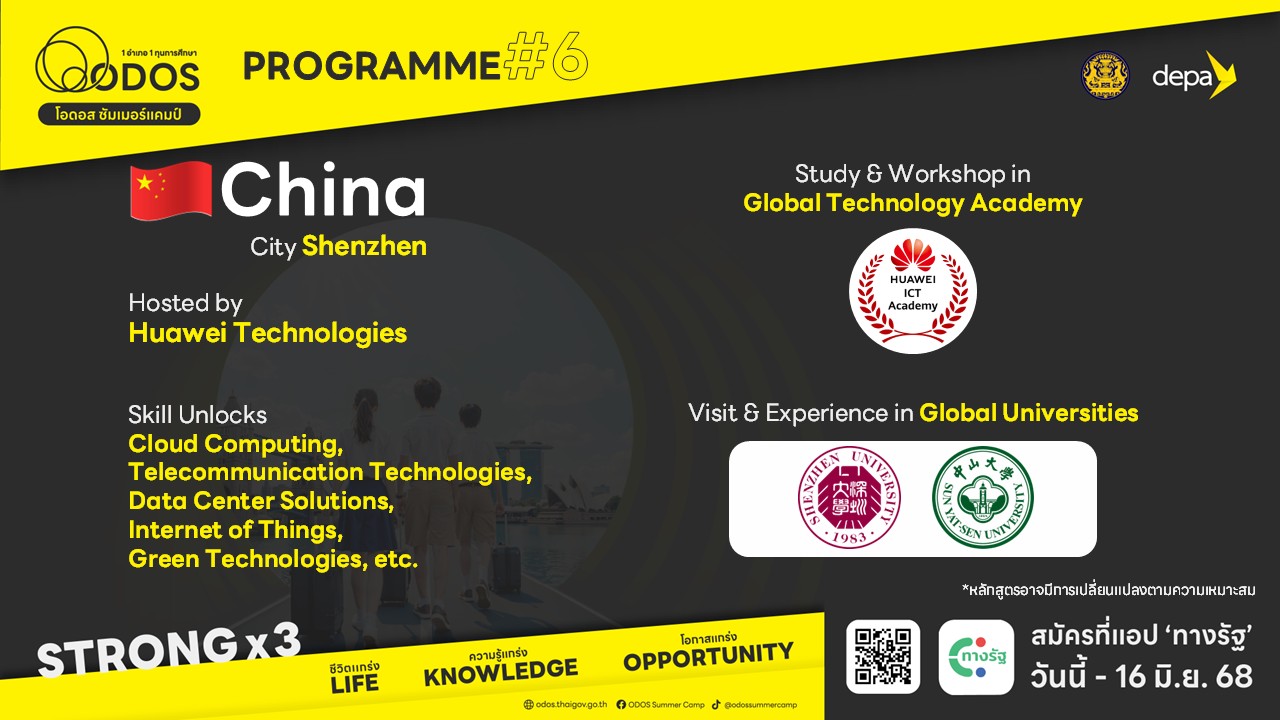 1 อำเภอ 1 ทุนการศึกษา
ODOS
โอดอส ซัมเมอร์แคมป์
PROGRAMME #6
depa
China
City Shenzhen
Hosted by
Huawei Technologies
Skill Unlocks
Cloud Computing,
Telecommunication Technologies,
Data Center Solutions,
Internet of Things,
Green Technologies, etc.
Study & Workshop in
Global Technology Academy
HUAWEI
ICT
Academy
Visit & Experience in Global Universities
SHENZHEN UNIVERSITY
深圳
大學
·1983·
中山大学
SUN YAT-SEN UNIVERSITY
*หลักสูตรอาจมีการเปลี่ยนแปลงตามความเหมาะสม
STRONG x3
ชีวิตแกร่ง
LIFE
ความรู้แกร่ง
KNOWLEDGE
โอกาสแกร่ง
OPPORTUNITY
odos.thaigov.go.th
ODOS Summer Camp
@odossummercamp
ทางรัฐ
สมัครที่แอป ‘ทางรัฐ’
วันนี้ - 16 มิ.ย. 68